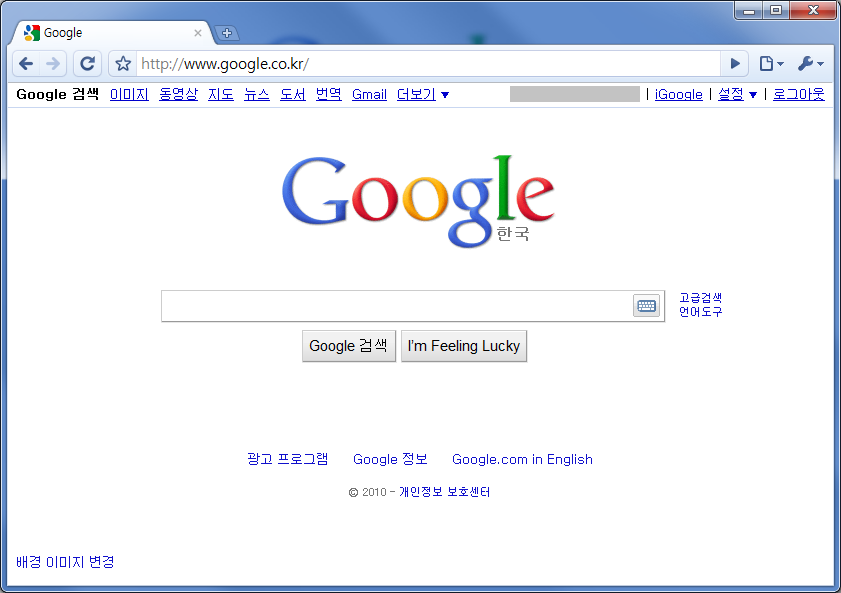 Google
http://www.google.co.kr/
Google 검색 이미지 동영상 지도 뉴스 도서 번역 Gmail 더보기 ▼ | iGoogle | 설정 ▼ | 로그아웃
Google
한국
고급검색
언어도구
Google 검색 I'm Feeling Lucky
광고 프로그램 Google 정보 Google.com in English
© 2010 - 개인정보 보호센터
배경 이미지 변경